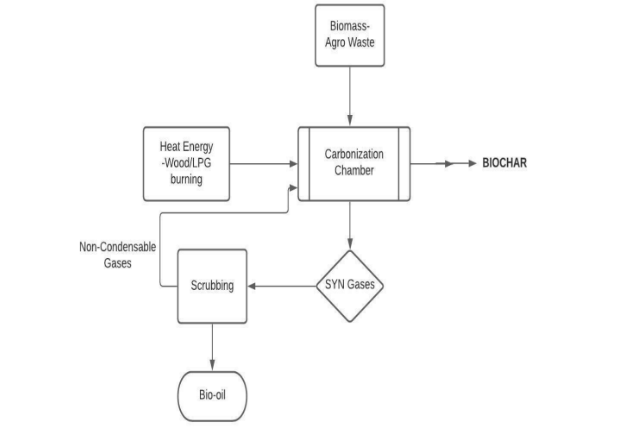 Biomass-
Agro Waste
Heat Energy
-Wood/LPG
burning
Carbonization
Chamber
BIOCHAR
Non-Condensable
Gases
Scrubbing
SYN Gases
Bio-oil